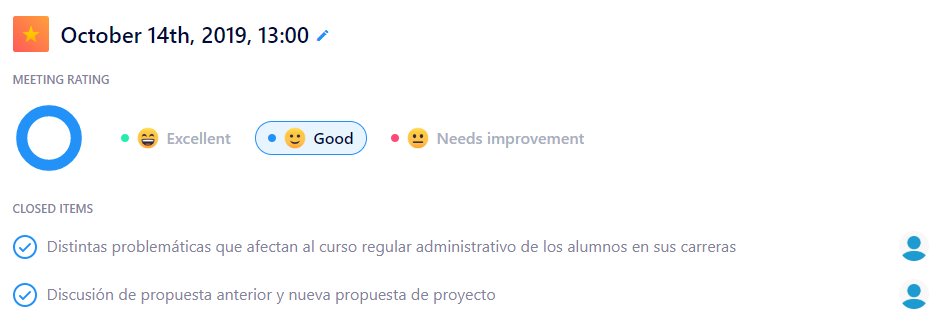 October 14th, 2019, 13:00
MEETING RATING
Excellent Good Needs improvement
CLOSED ITEMS
Distintas problemáticas que afectan al curso regular administrativo de los alumnos en sus carreras
Discusión de propuesta anterior y nueva propuesta de proyecto